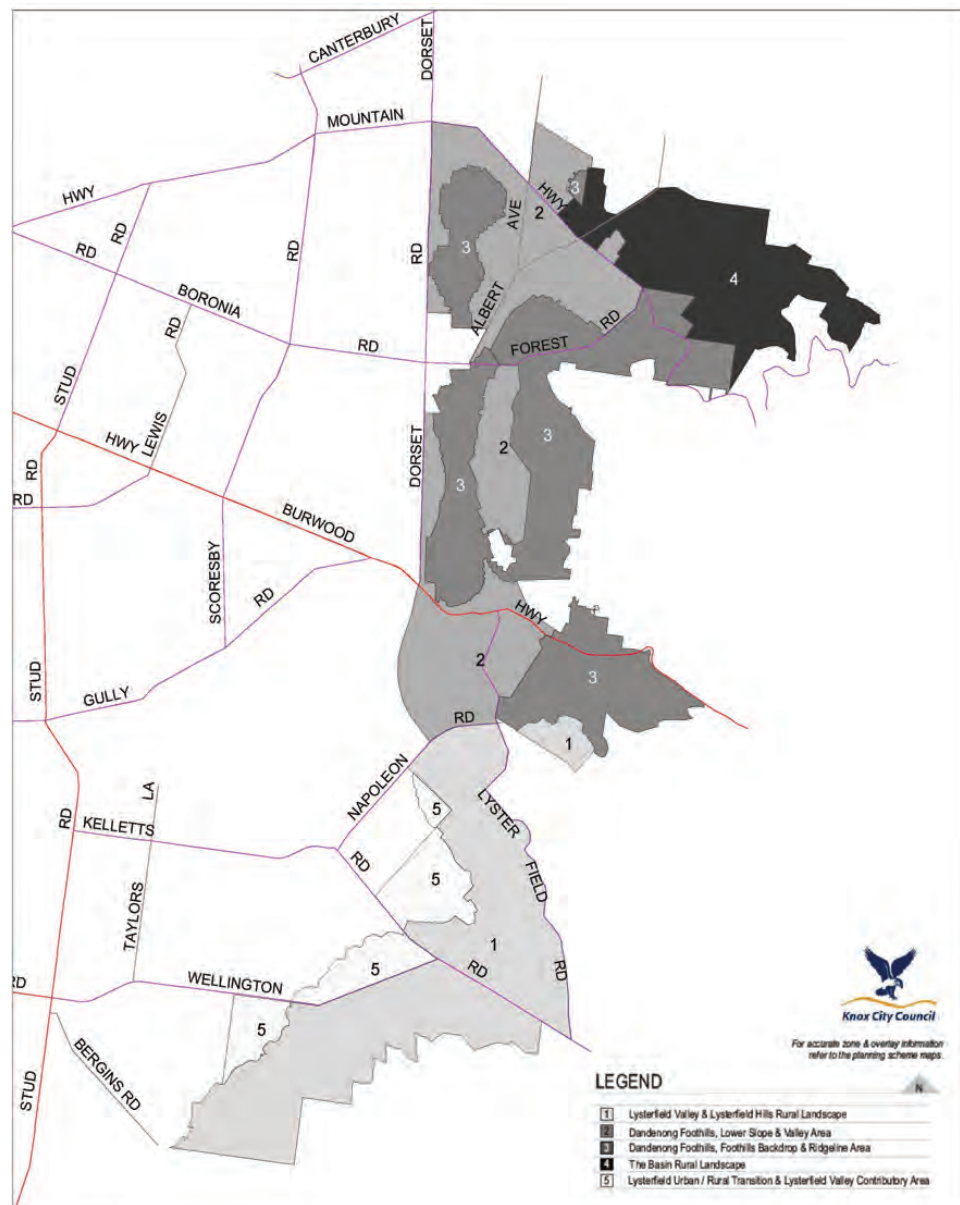 CANTERBURY
DORSET
MOUNTAIN
HWY
HWY
3
RD
RD
AVE
2
RD
RD
3
4
BORONIA
ALBERT
RD
RD
FOREST
RD
STUD
LEWIS
HWY
DORSET
2
3
3
RD
RD
BURWOOD
SCORESBY
RD
HWY
2
3
STUD
GULLY
RD
1
NAPOLEON
LYSTER
LA
5
RD
KELLETTS
RD
FIELD
5
TAYLORS
1
5
RD
RD
RD
WELLINGTON
5
BERGINS RD
STUD
Knox City Council
For accurate zone & overlay information
refer to the planning scheme maps.
LEGEND
N
1 Lysterfield Valley & Lysterfield Hills Rural Landscape
2 Dandenong Foothills, Lower Slope & Valley Area
3 Dandenong Foothills, Foothills Backdrop & Ridgeline Area
4 The Basin Rural Landscape
5 Lysterfield Urban / Rural Transition & Lysterfield Valley Contributory Area